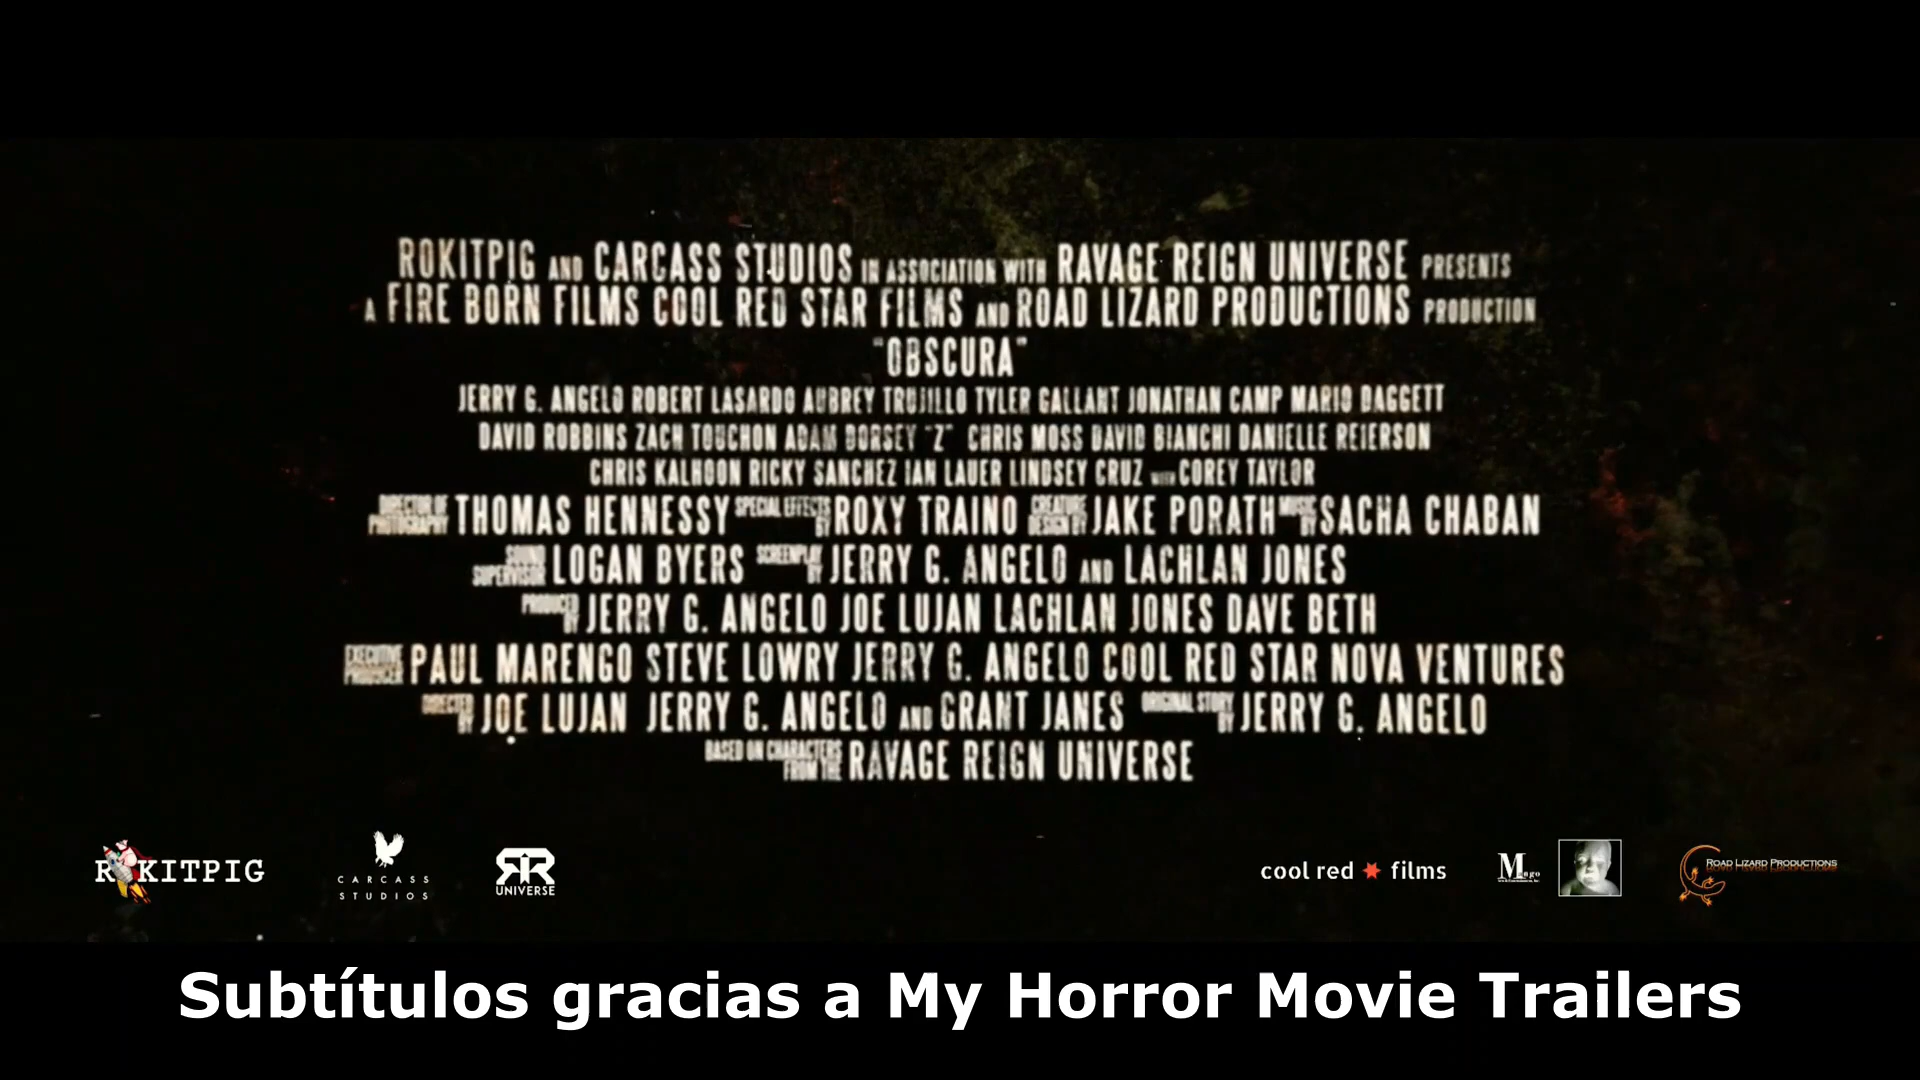 ROKITPIG AND CARCASS STUDIOS IN ASSOCIATION WITH RAVAGE REIGN UNIVERSE PRESENTS
A FIRE BORN FILMS COOL RED STAR FILMS AND ROAD LIZARD PRODUCTIONS PRODUCTION
"OBSCURA"
JERRY G. ANGELO ROBERT LASARDO AUBREY TRUJILLO TYLER GALLANT JONATHAN CAMP MARIO DAGGETT
DAVID ROBBINS ZACH TOUCHON ADAM DORSEY "Z" CHRIS MOSS DAVID BIANCHI DANIELLE REIERSON
CHRIS KALHOON RICKY SANCHEZ IAN LAUER LINDSEY CRUZ WITH COREY TAYLOR
DIRECTOR OF PHOTOGRAPHY THOMAS HENNESSY SPECIAL EFFECTS BY ROXY TRAINO CREATURE DESIGN BY JAKE PORATH MUSIC BY SACHA CHABAN
SOUND SUPERVISOR LOGAN BYERS SCREENPLAY BY JERRY G. ANGELO AND LACHLAN JONES
PRODUCED BY JERRY G. ANGELO JOE LUJAN LACHLAN JONES DAVE BETH
EXECUTIVE PRODUCER PAUL MARENGO STEVE LOWRY JERRY G. ANGELO COOL RED STAR NOVA VENTURES
DIRECTED BY JOE LUJAN JERRY G. ANGELO AND GRANT JANES ORIGINAL STORY BY JERRY G. ANGELO
BASED ON CHARACTERS FROM THE RAVAGE REIGN UNIVERSE
ROKITPIG
CARCASS
STUDIOS
RR
UNIVERSE
cool red films
Mago
ROAD LIZARD PRODUCTIONS
Subtítulos gracias a My Horror Movie Trailers